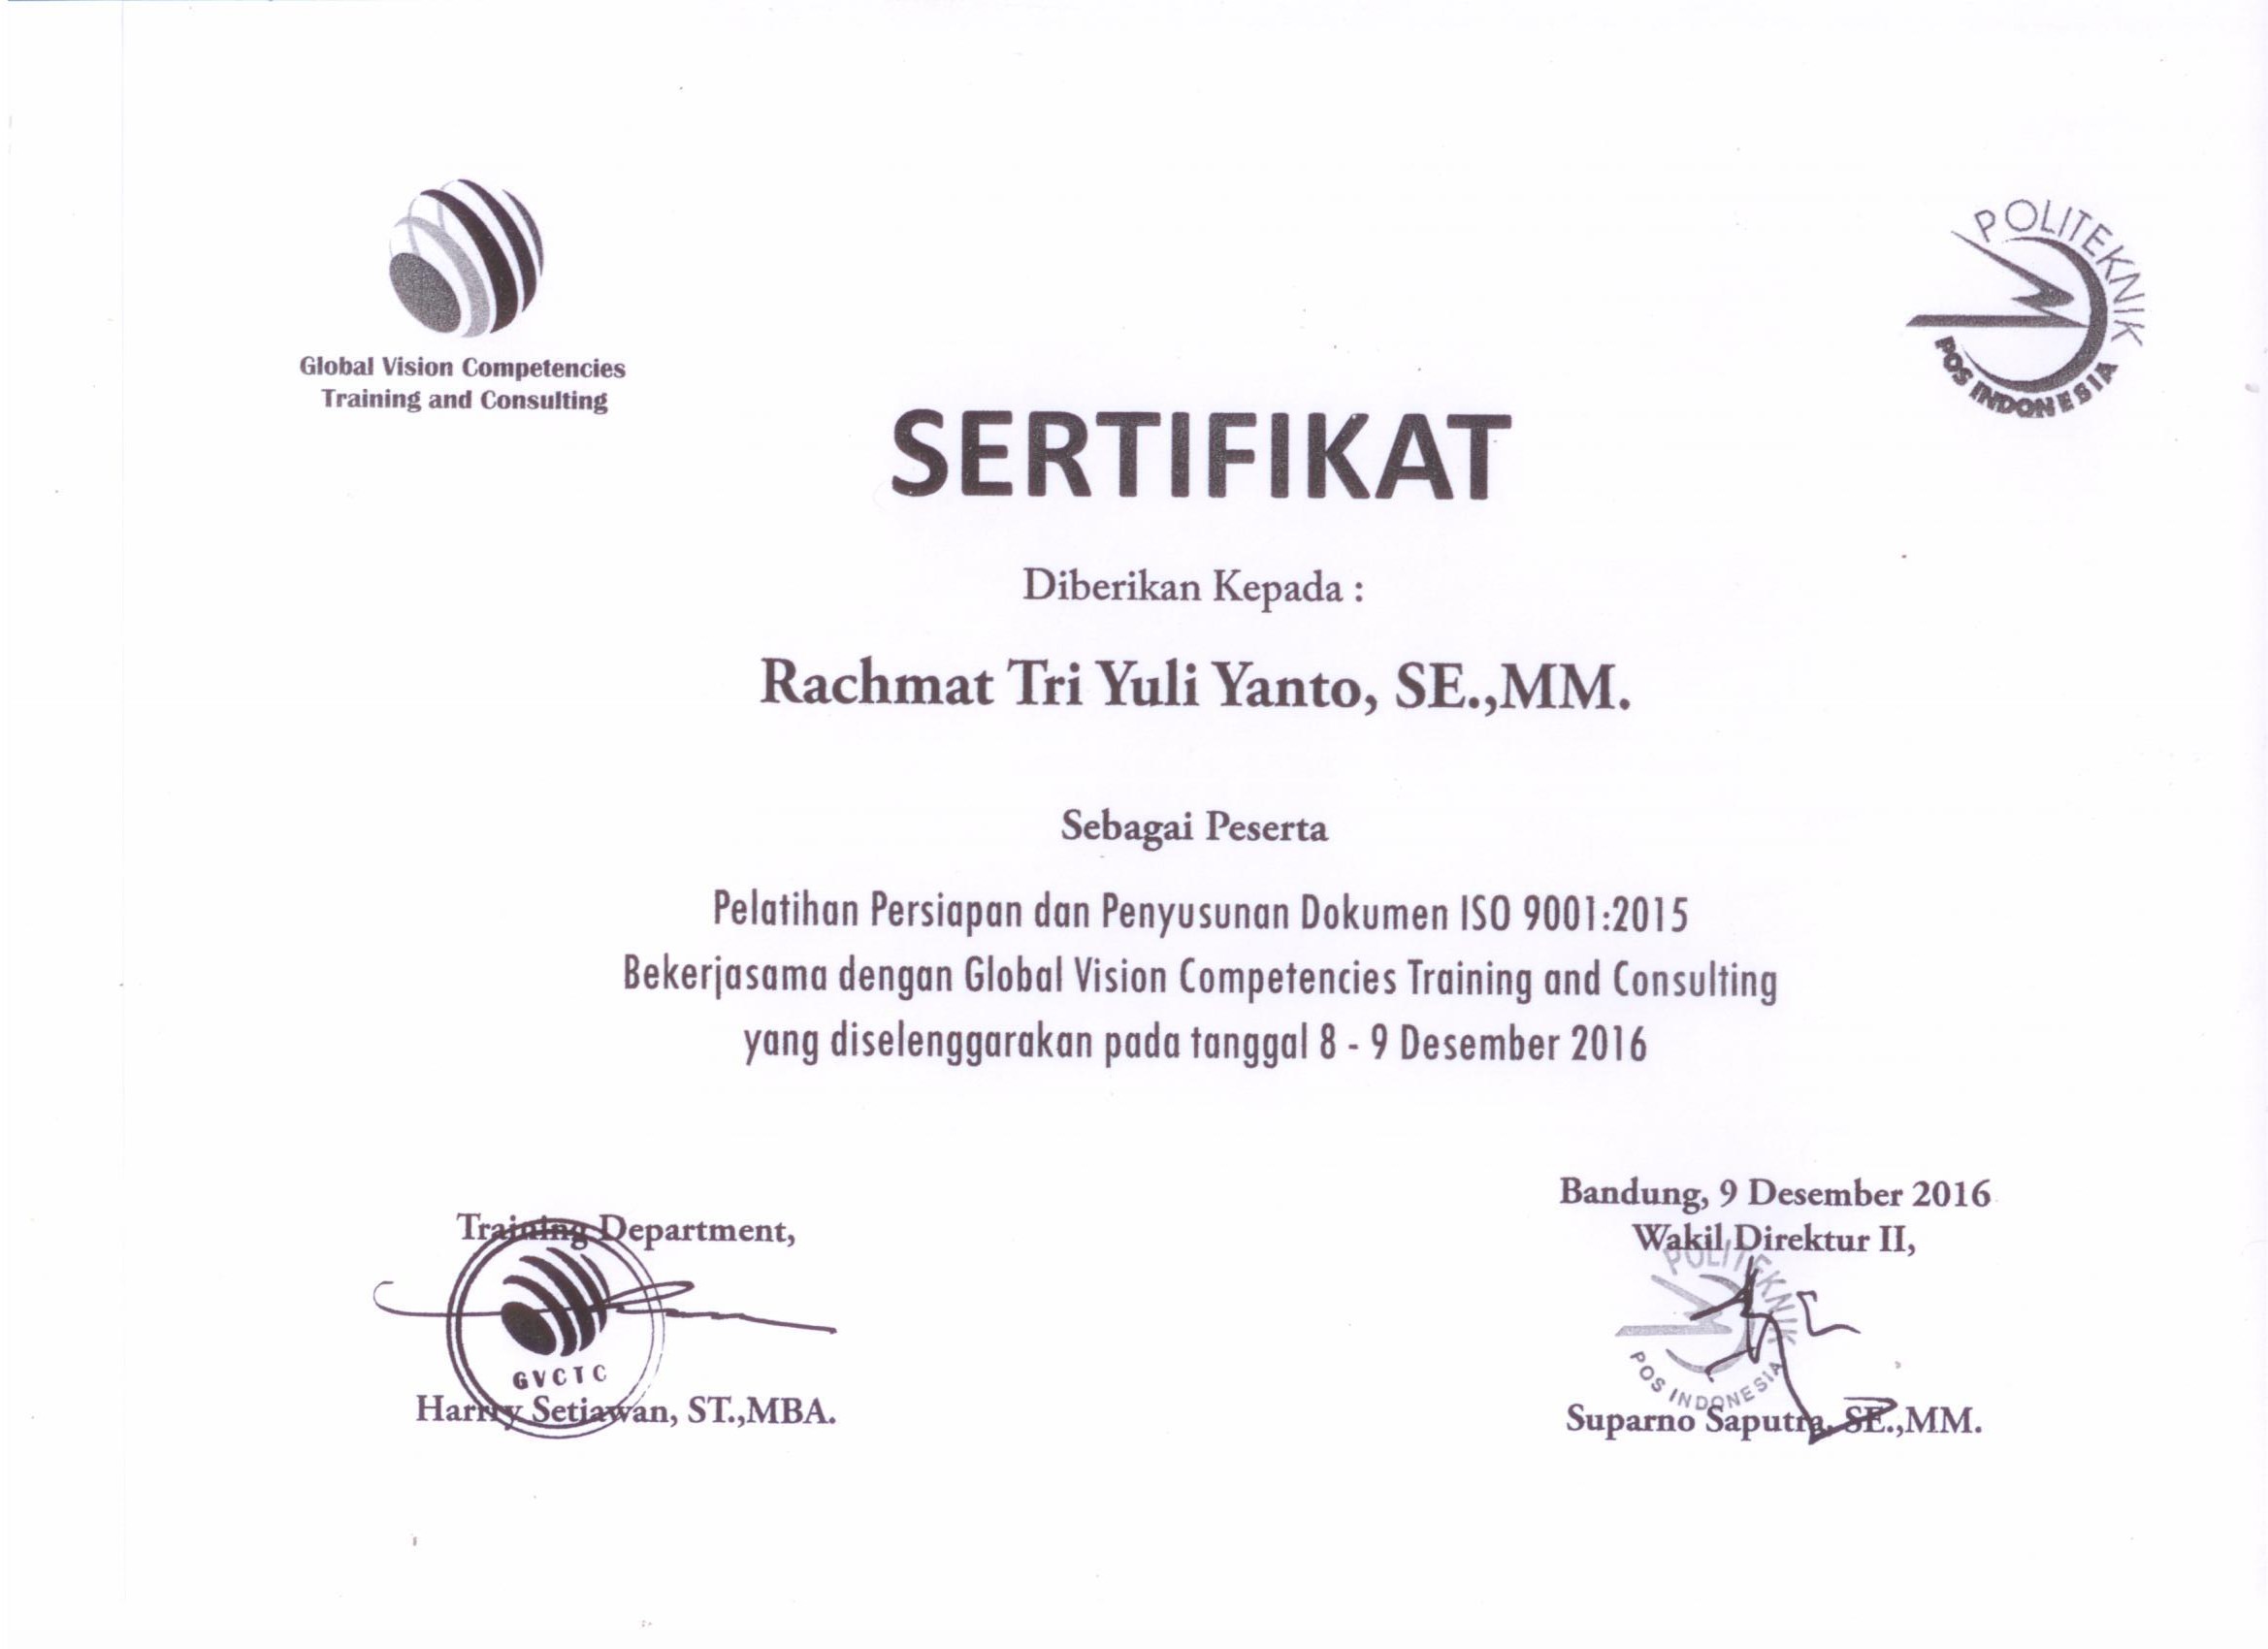 Global Vision Competencies
Training and Consulting
POLITEKNIK
POS INDONESIA
SERTIFIKAT
Diberikan Kepada :
Rachmat Tri Yuli Yanto, SE.,MM.
Sebagai Peserta
Pelatihan Persiapan dan Penyusunan Dokumen ISO 9001:2015
Bekerjasama dengan Global Vision Competencies Training and Consulting
yang diselenggarakan pada tanggal 8 - 9 Desember 2016
Training Department,
GVCTC
Harrry Setiawan, ST.,MBA.
Bandung, 9 Desember 2016
Wakil Direktur II,
POLITEKNIK
POS INDONESIA
Suparno Saputra, SE.,MM.